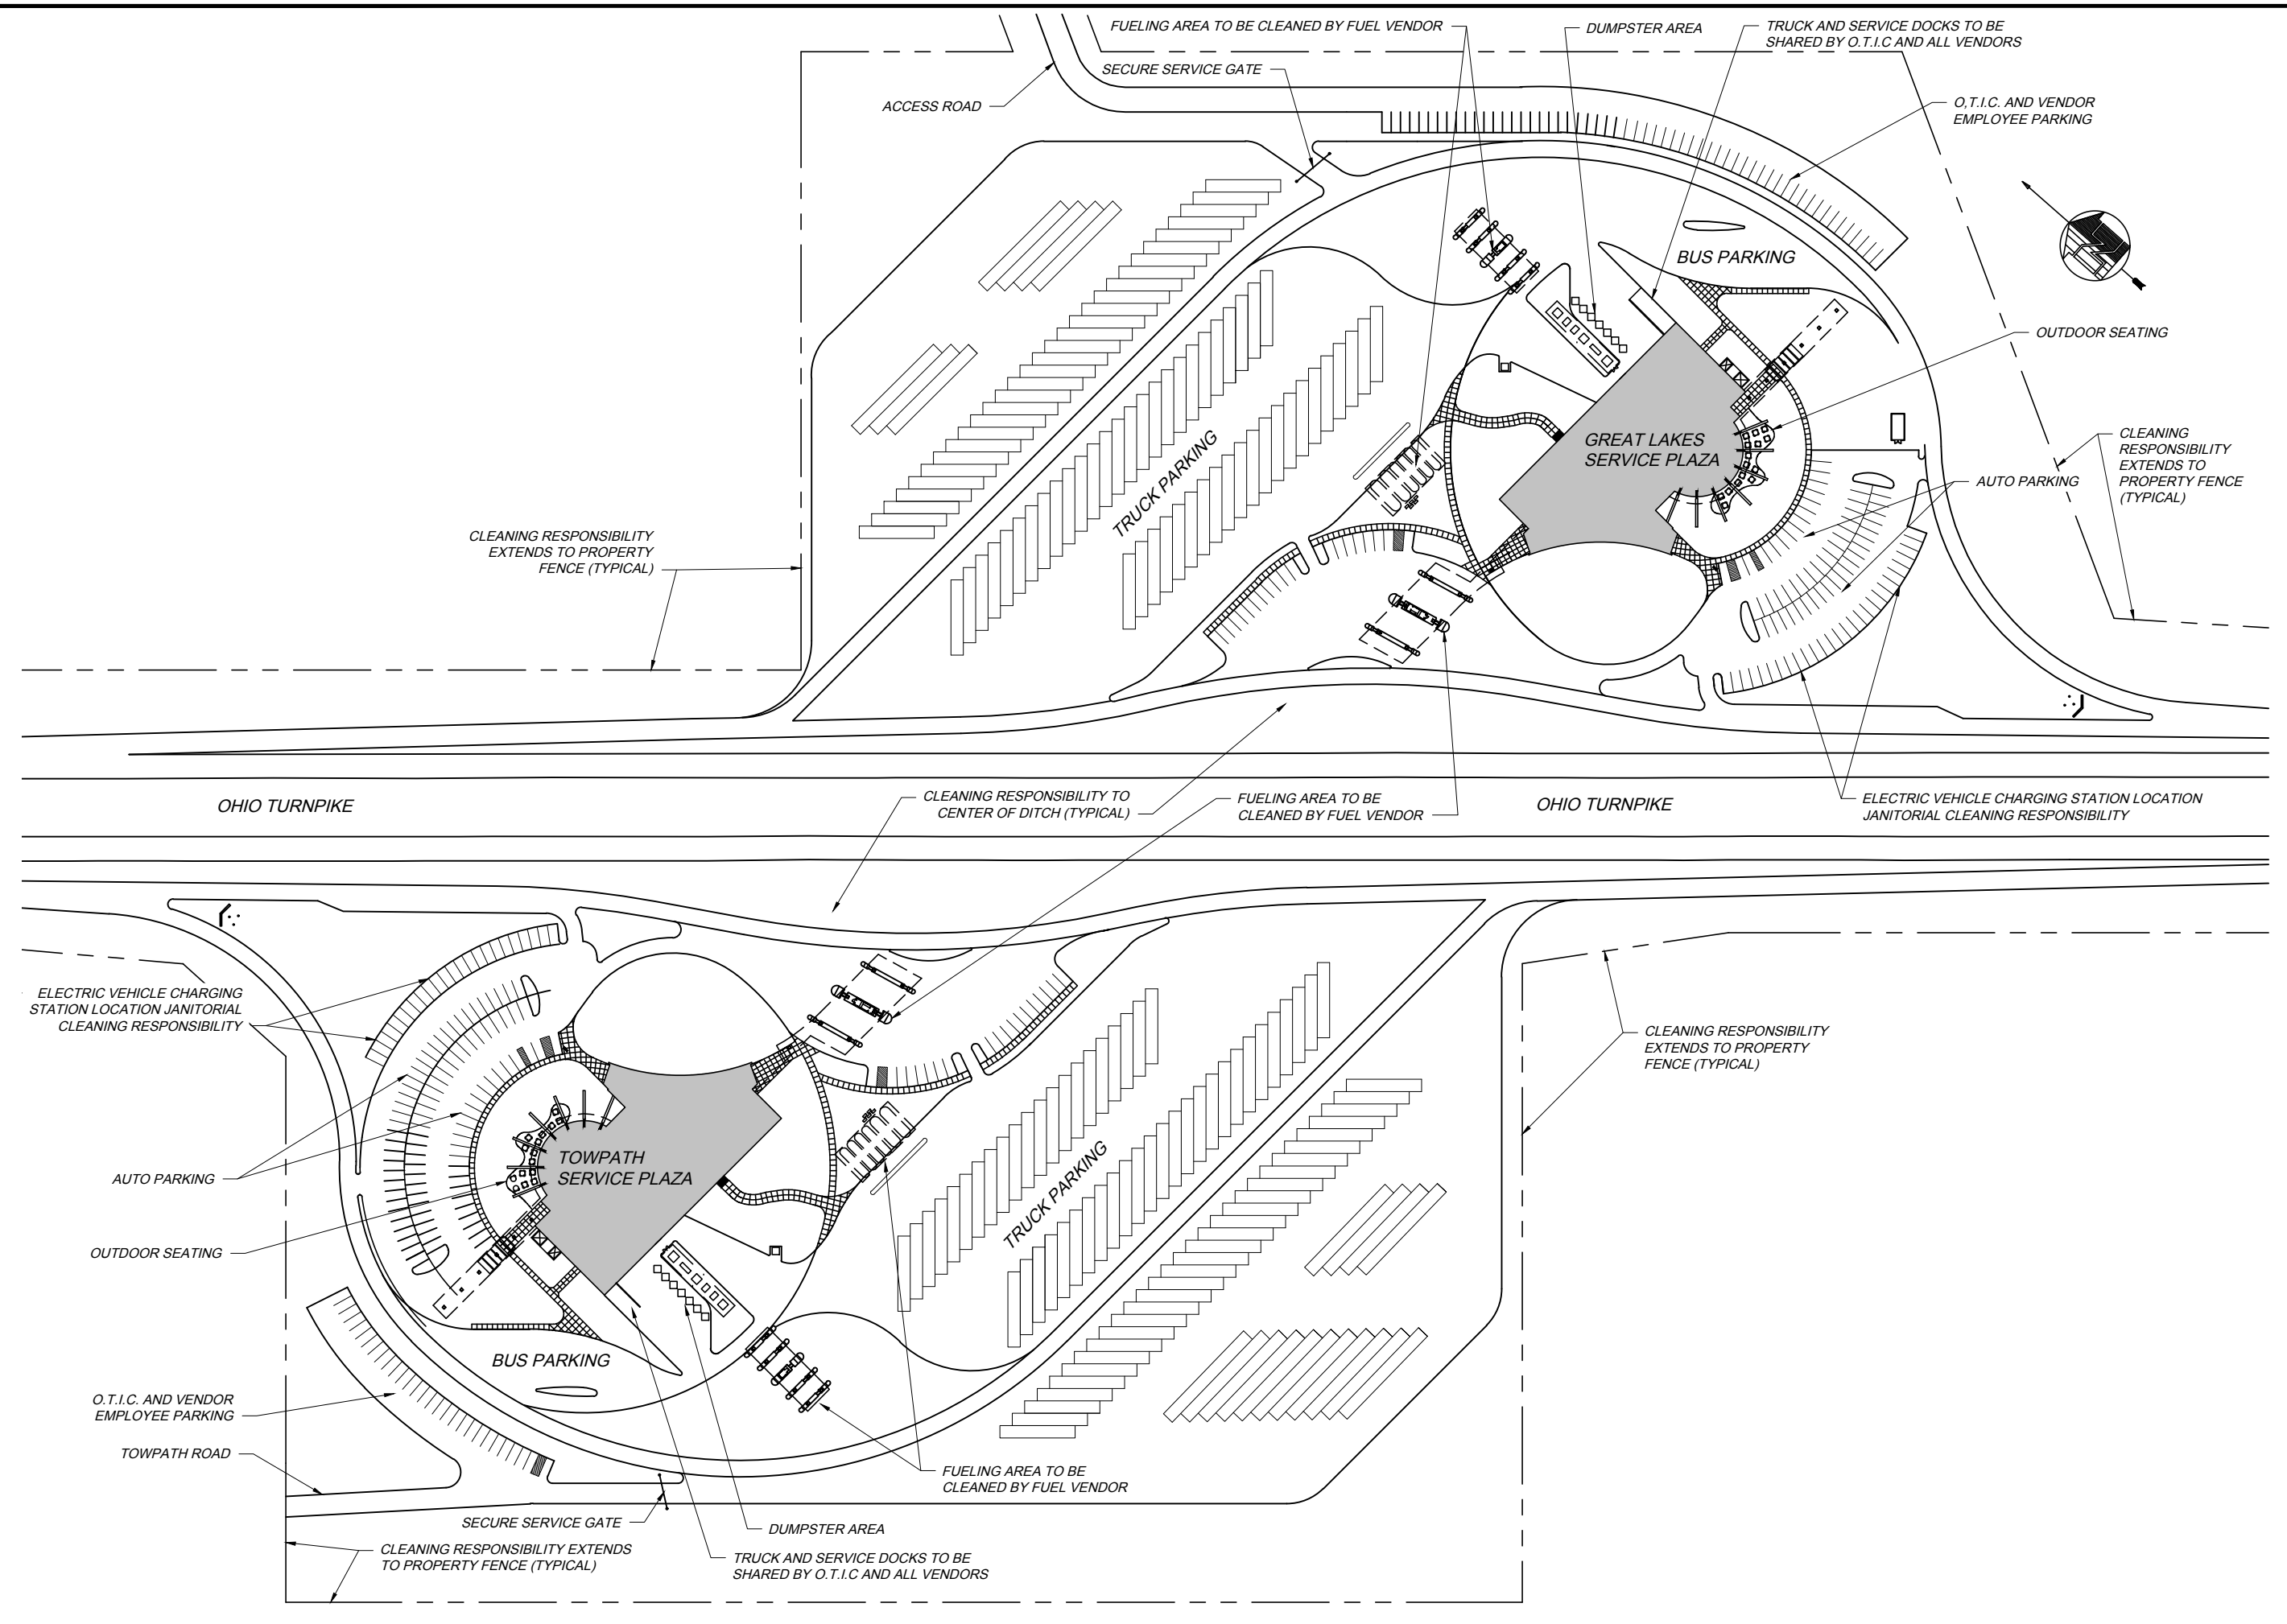 FUELING AREA TO BE CLEANED BY FUEL VENDOR
DUMPSTER AREA
TRUCK AND SERVICE DOCKS TO BE
SHARED BY O.T.I.C AND ALL VENDORS
SECURE SERVICE GATE
ACCESS ROAD
O,T.I.C. AND VENDOR
EMPLOYEE PARKING
BUS PARKING
OUTDOOR SEATING
GREAT LAKES
SERVICE PLAZA
TRUCK PARKING
CLEANING
RESPONSIBILITY
EXTENDS TO
PROPERTY FENCE
(TYPICAL)
AUTO PARKING
CLEANING RESPONSIBILITY
EXTENDS TO PROPERTY
FENCE (TYPICAL)
OHIO TURNPIKE
CLEANING RESPONSIBILITY TO
CENTER OF DITCH (TYPICAL)
FUELING AREA TO BE
CLEANED BY FUEL VENDOR
OHIO TURNPIKE
ELECTRIC VEHICLE CHARGING STATION LOCATION
JANITORIAL CLEANING RESPONSIBILITY
ELECTRIC VEHICLE CHARGING
STATION LOCATION JANITORIAL
CLEANING RESPONSIBILITY
CLEANING RESPONSIBILITY
EXTENDS TO PROPERTY
FENCE (TYPICAL)
TOWPATH
SERVICE PLAZA
TRUCK PARKING
AUTO PARKING
OUTDOOR SEATING
BUS PARKING
O.T.I.C. AND VENDOR
EMPLOYEE PARKING
TOWPATH ROAD
FUELING AREA TO BE
CLEANED BY FUEL VENDOR
SECURE SERVICE GATE
DUMPSTER AREA
CLEANING RESPONSIBILITY EXTENDS
TO PROPERTY FENCE (TYPICAL)
TRUCK AND SERVICE DOCKS TO BE
SHARED BY O.T.I.C AND ALL VENDORS